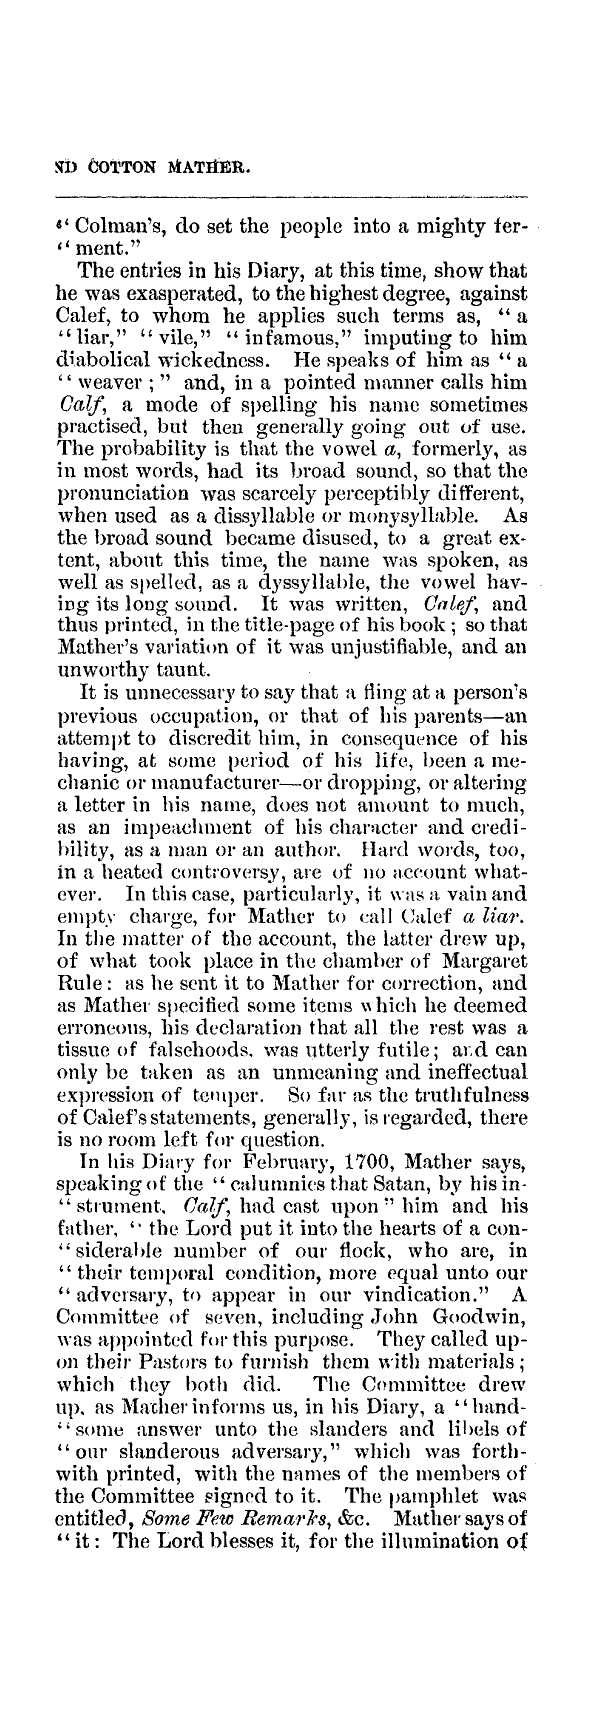 ND COTTON MATHER.
“ Colman's, do set the people into a mighty fer-
“ ment.”
The entries in his Diary, at this time, show that
he was exasperated, to the highest degree, against
Calef, to whom he applies such terms as, “ a
“ liar,” “ vile,” “ infamous,” imputing to him
diabolical wickedness. He speaks of him as “ a
“ weaver ; ” and, in a pointed manner calls him
Calf, a mode of spelling his name sometimes
practised, but then generally going out of use.
The probability is that the vowel a, formerly, as
in most words, had its broad sound, so that the
pronunciation was scarcely perceptibly different,
when used as a dissyllable or monysyllable. As
the broad sound became disused, to a great ex-
tent, about this time, the name was spoken, as
well as spelled, as a dyssyllable, the vowel hav-
ing its long sound. It was written, Calef, and
thus printed, in the title-page of his book ; so that
Mather's variation of it was unjustifiable, and an
unworthy taunt.
It is unnecessary to say that a fling at a person's
previous occupation, or that of his parents—an
attempt to discredit him, in consequence of his
having, at some period of his life, been a me-
chanic or manufacturer—or dropping, or altering
a letter in his name, does not amount to much,
as an impeachment of his character and credi-
bility, as a man or an author. Hard words, too,
in a heated controversy, are of no account what-
ever. In this case, particularly, it was a vain and
empty charge, for Mather to call Calef a liar.
In the matter of the account, the latter drew up,
of what took place in the chamber of Margaret
Rule : as he sent it to Mather for correction, and
as Mather specified some items which he deemed
erroneous, his declaration that all the rest was a
tissue of falsehoods, was utterly futile ; and can
only be taken as an unmeaning and ineffectual
expression of temper. So far as the truthfulness
of Calef's statements, generally, is regarded, there
is no room left for question.
In his Diary for February, 1700, Mather says,
speaking of the “ calumnies that Satan, by his in-
“ strument, Calf, had cast upon ” him and his
father, “ the Lord put it into the hearts of a con-
“ siderable number of our flock, who are, in
“ their temporal condition, more equal unto our
“ adversary, to appear in our vindication.” A
Committee of seven, including John Goodwin,
was appointed for this purpose. They called up-
on their Pastors to furnish them with materials ;
which they both did. The Committee drew
up, as Mather informs us, in his Diary, a “ hand-
“ some answer unto the slanders and libels of
“ our slanderous adversary,” which was forth-
with printed, with the names of the members of
the Committee signed to it. The pamphlet was
entitled, Some Few Remarks, &c. Mather says of
“ it : The Lord blesses it, for the illumination of